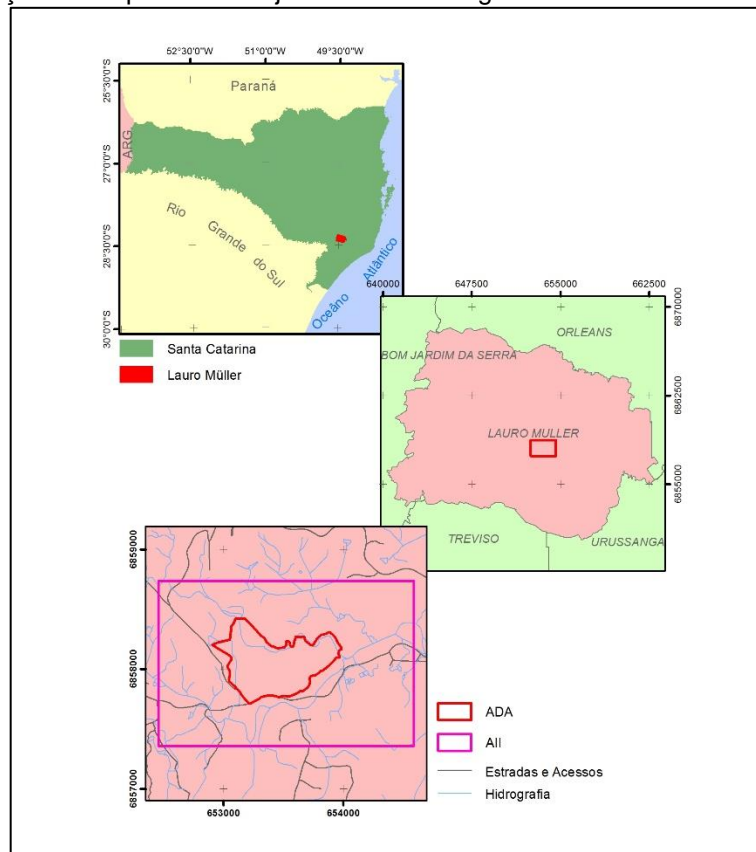 52°30'0"W 51°0'0"W 49°30'0"W
25°30'0"S
27°0'0"S
28°30'0"S
30°0'0"S
Paraná
ARG.
Rio Grande do Sul
Oceâno Atlântico
Santa Catarina
Lauro Müller
640000 647500 655000 662500
6870000
6862500
6855000
ORLEANS
BOM JARDIM DA SERRA
LAURO MULLER
TREVISO
URUSSANGA
6859000
6858000
6857000
653000 654000
ADA
AII
Estradas e Acessos
Hidrografia